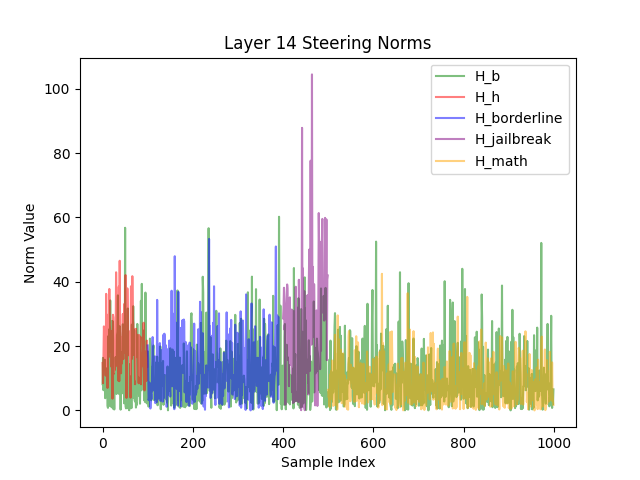 Layer 14 Steering Norms
H_b
H_h
H_borderline
H_jailbreak
H_math
Norm Value
100
80
60
40
20
0
0 200 400 600 800 1000
Sample Index